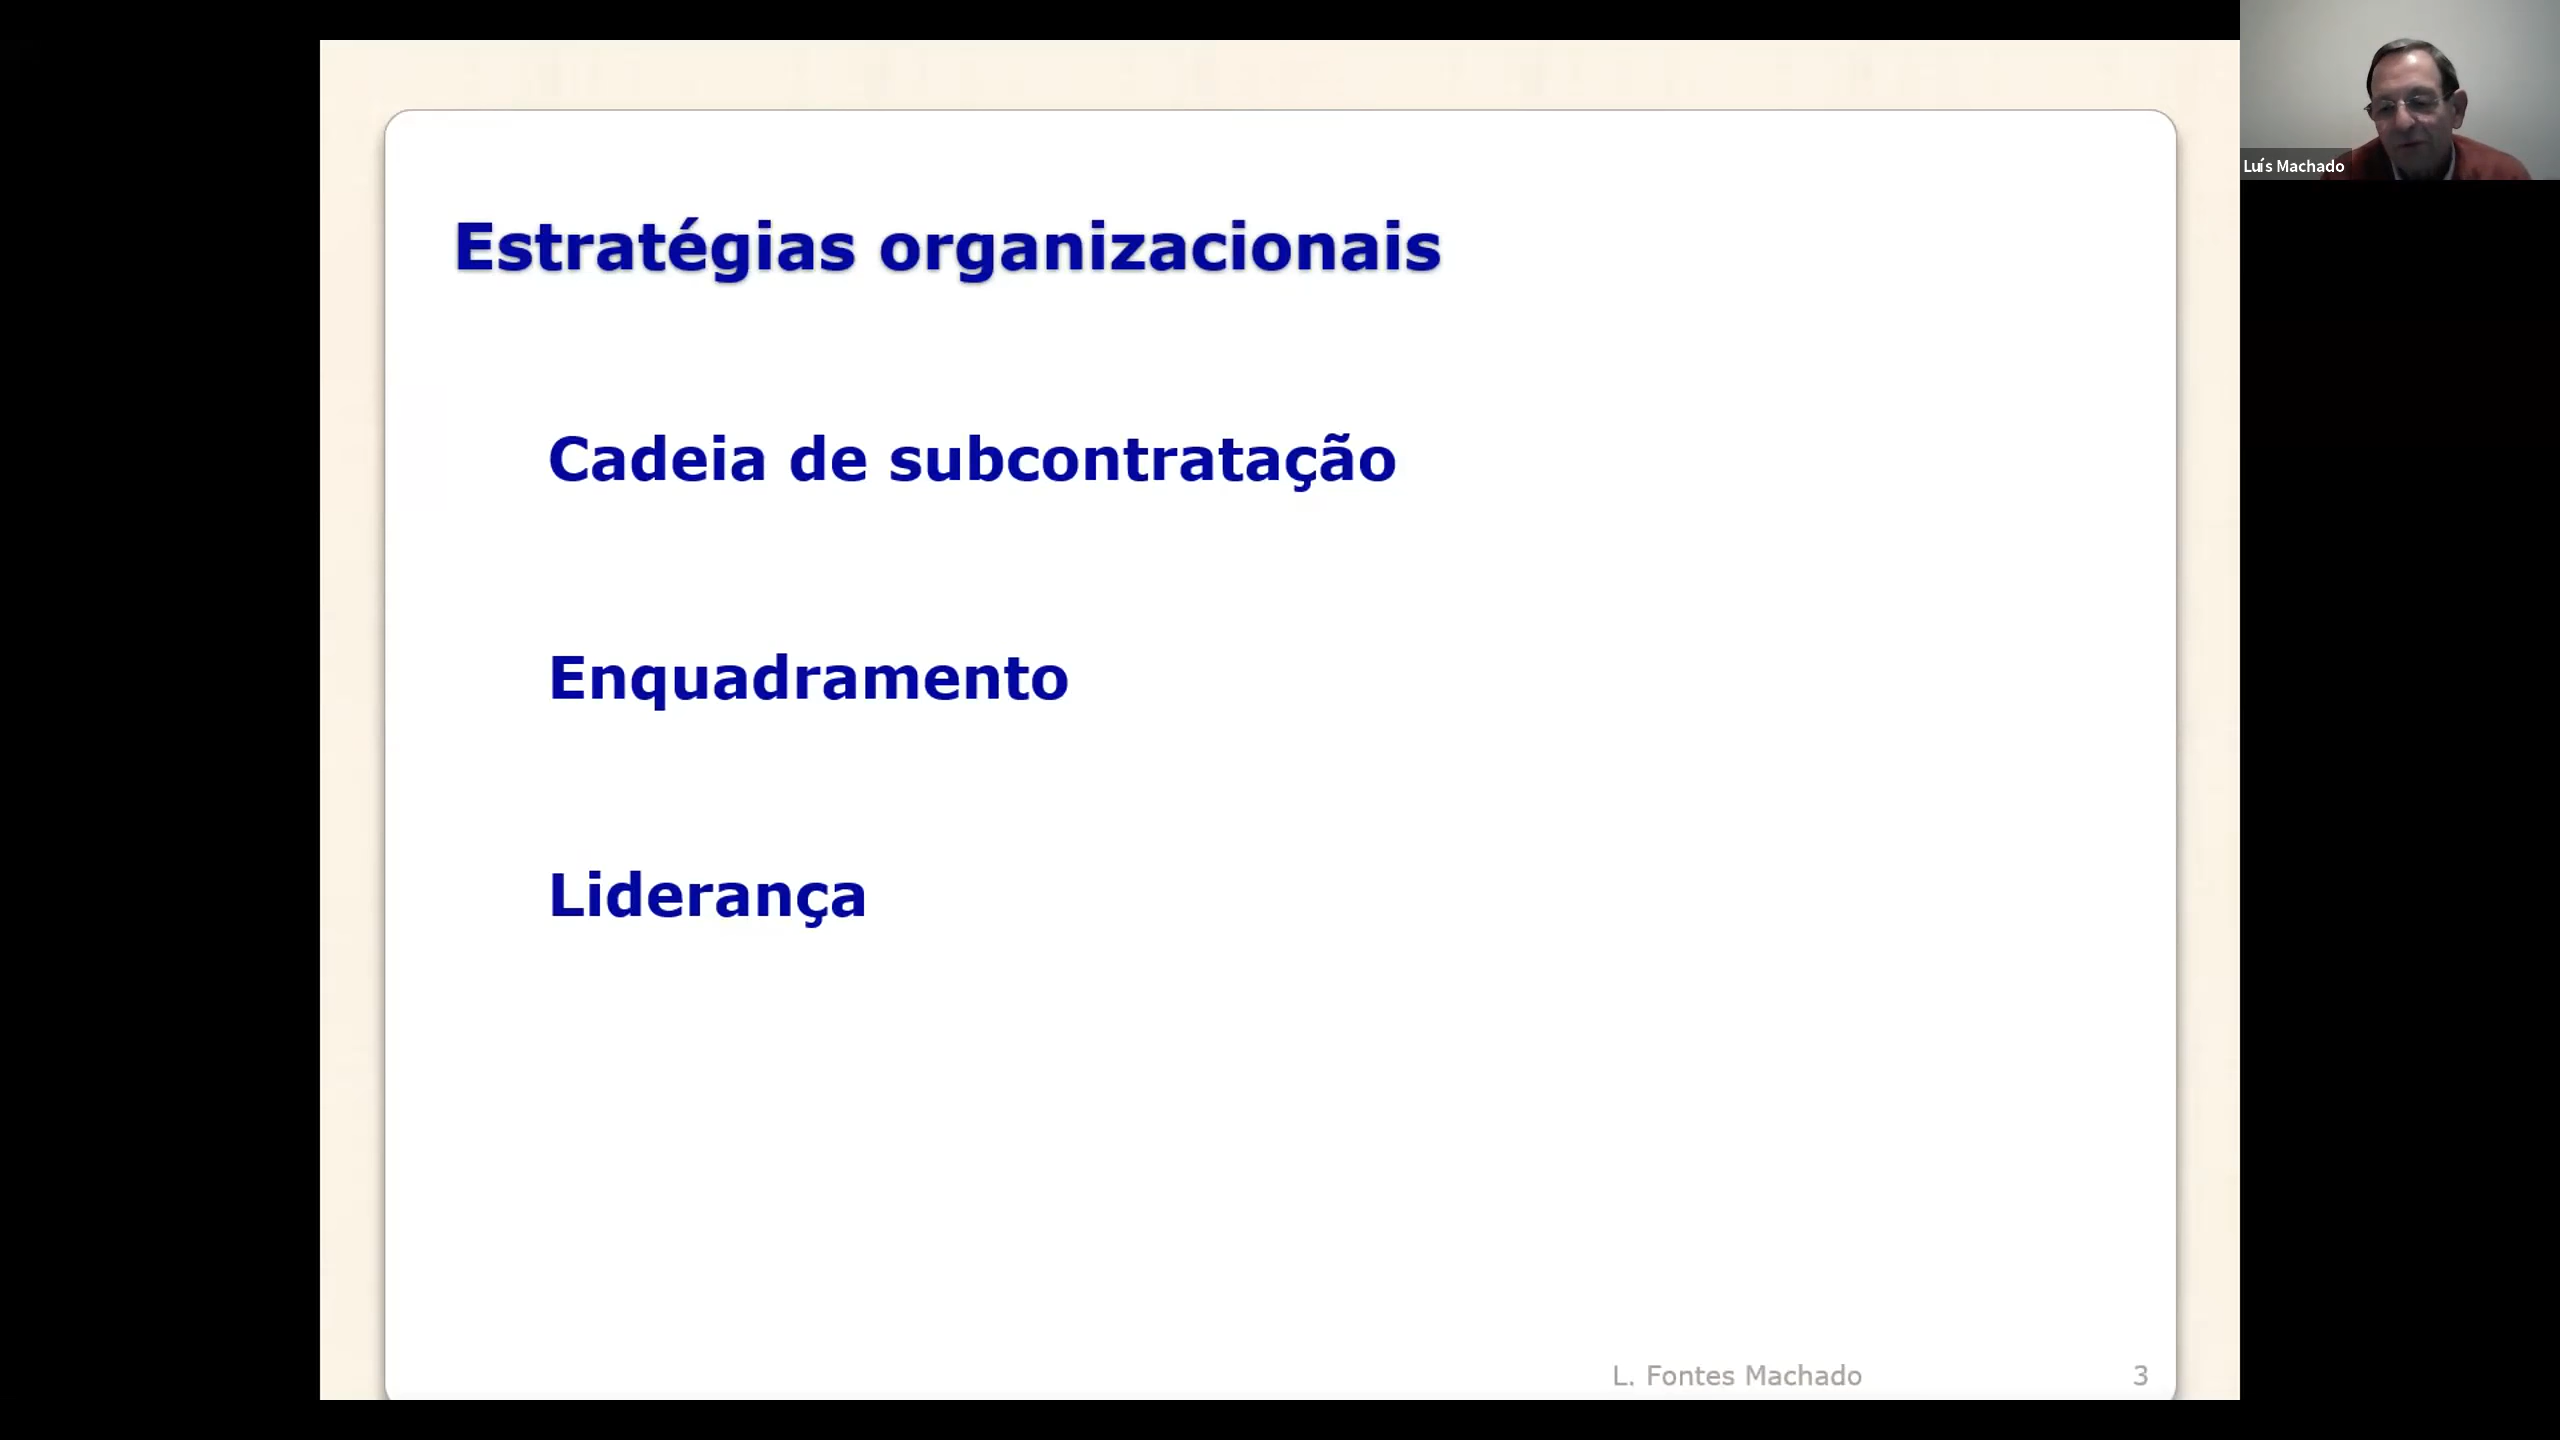 Luís Machado
Estratégias organizacionais
Cadeia de subcontratação
Enquadramento
Liderança
L. Fontes Machado 3